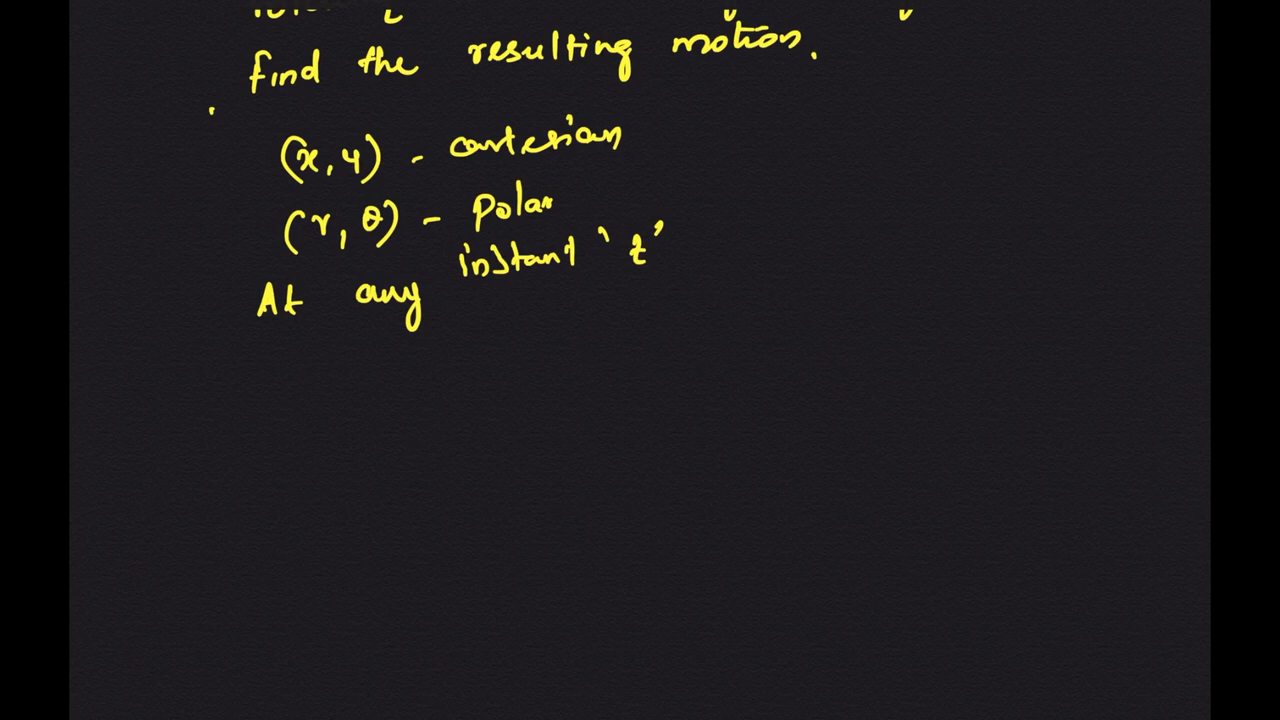 find the resulting motion.
(x, y) - cartesian
(r, θ) - Polar
At any instant 't'